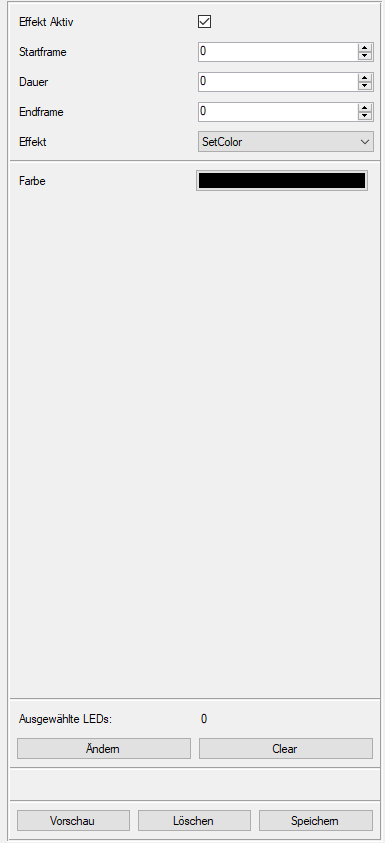 Effekt Aktiv
Startframe 0
Dauer 0
Endframe 0
Effekt SetColor
Farbe
Ausgewählte LEDs: 0
Ändern Clear
Vorschau Löschen Speichern